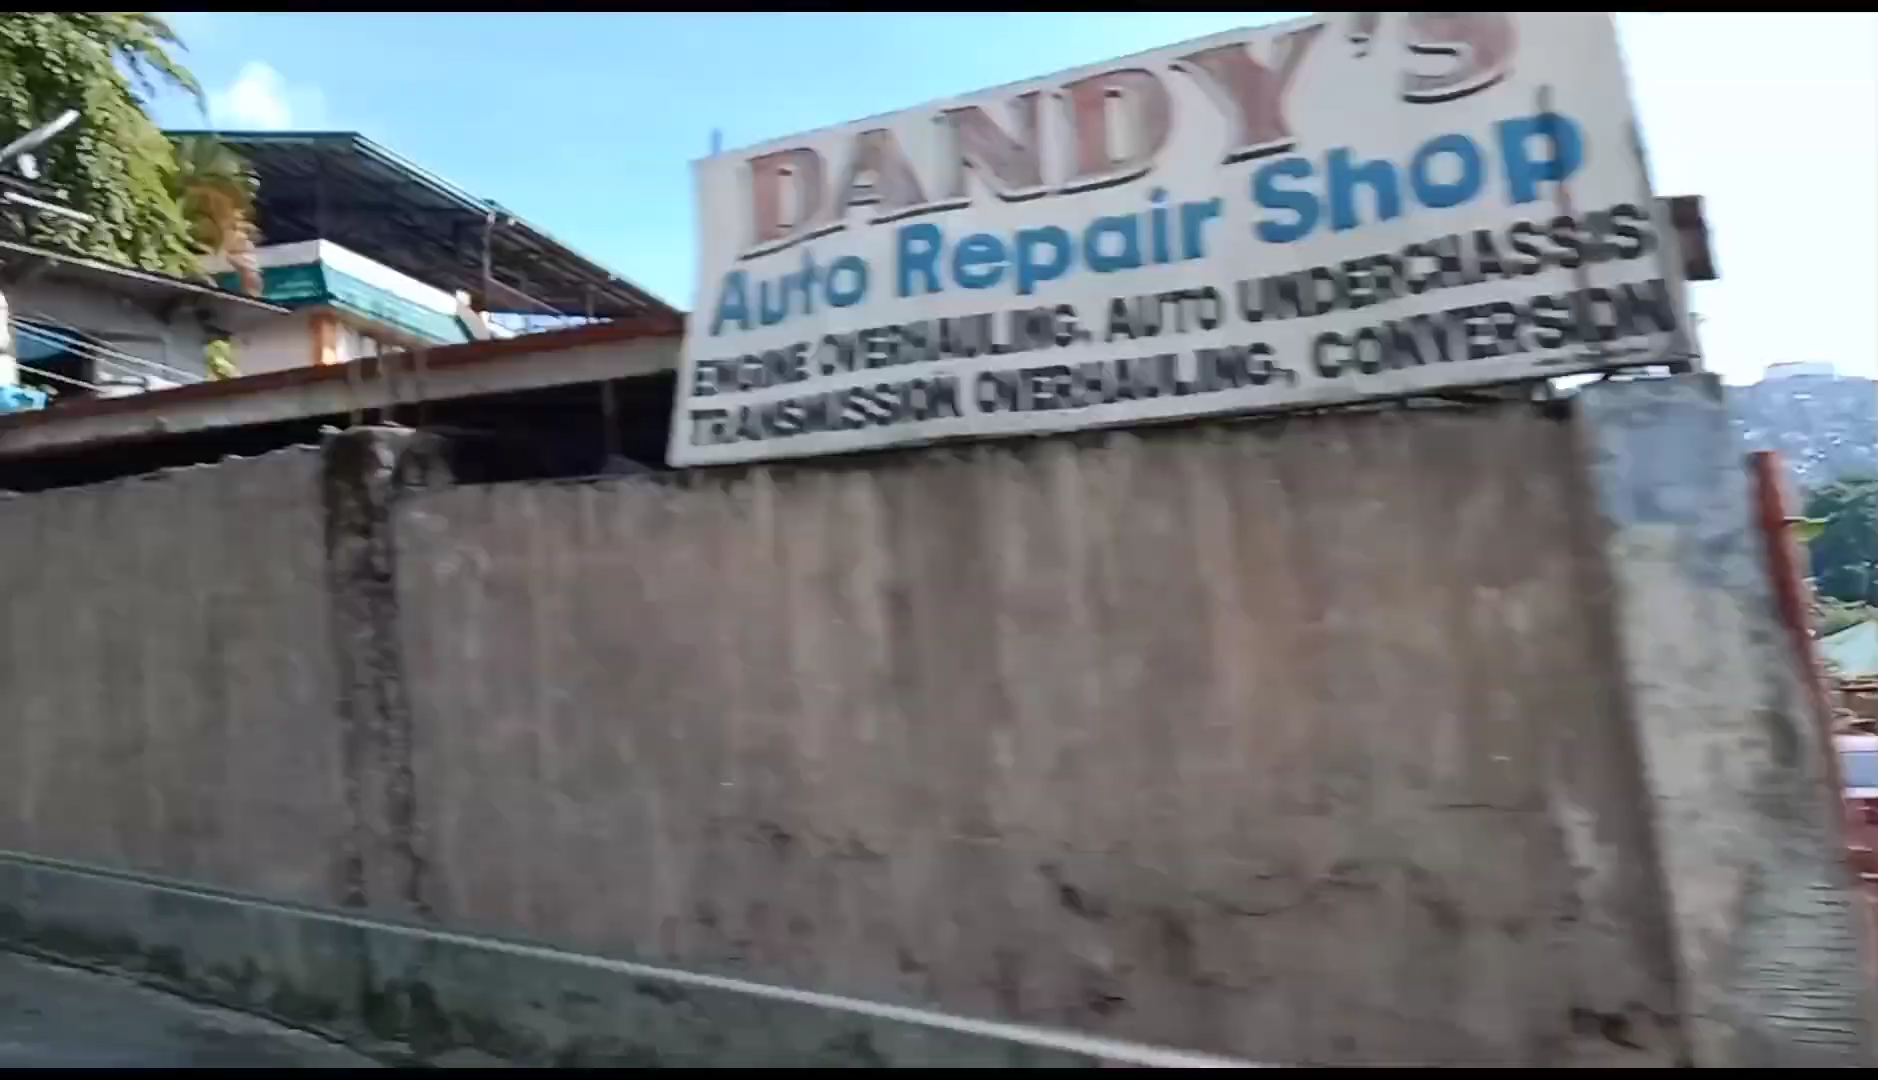 DANDY'S
Auto Repair Shop
ENGINE OVERHAULING, AUTO UNDERCHASSIS
TRANSMISSION OVERHAULING, CONVERSION